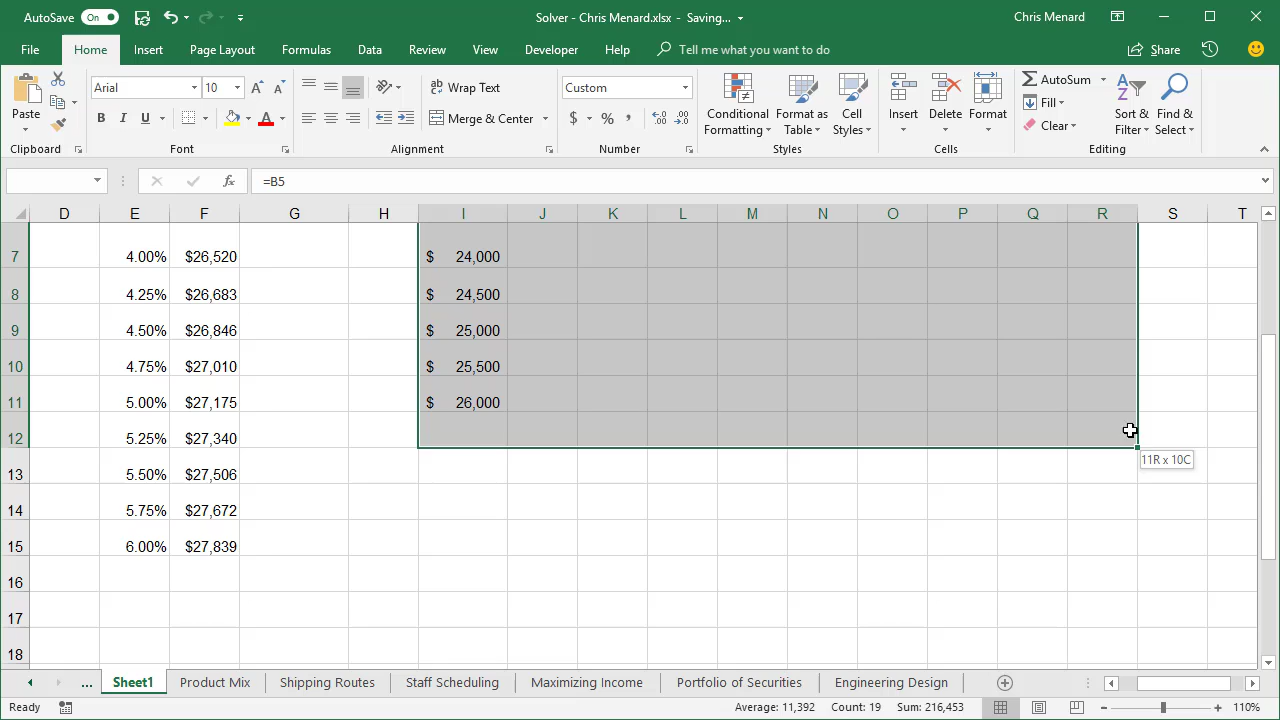 AutoSave On
Solver - Chris Menard.xlsx - Saving...
Chris Menard
File Home Insert Page Layout Formulas Data Review View Developer Help Tell me what you want to do Share
Paste
Clipboard
Arial 10
B I U A
Font
Wrap Text
Merge & Center
Alignment
Custom
$ % ,
Number
Conditional Formatting
Format as Table
Cell Styles
Styles
Insert Delete Format
Cells
AutoSum
Fill
Clear
Sort & Filter
Find & Select
Editing
fx =B5
D E F G H I J K L M N O P Q R S T
7 4.00% $26,520 $ 24,000
8 4.25% $26,683 $ 24,500
9 4.50% $26,846 $ 25,000
10 4.75% $27,010 $ 25,500
11 5.00% $27,175 $ 26,000
12 5.25% $27,340
11R x 10C
13 5.50% $27,506
14 5.75% $27,672
15 6.00% $27,839
16
17
18
... Sheet1 Product Mix Shipping Routes Staff Scheduling Maximizing Income Portfolio of Securities Engineering Design
Ready Average: 11,392 Count: 19 Sum: 216,453 110%